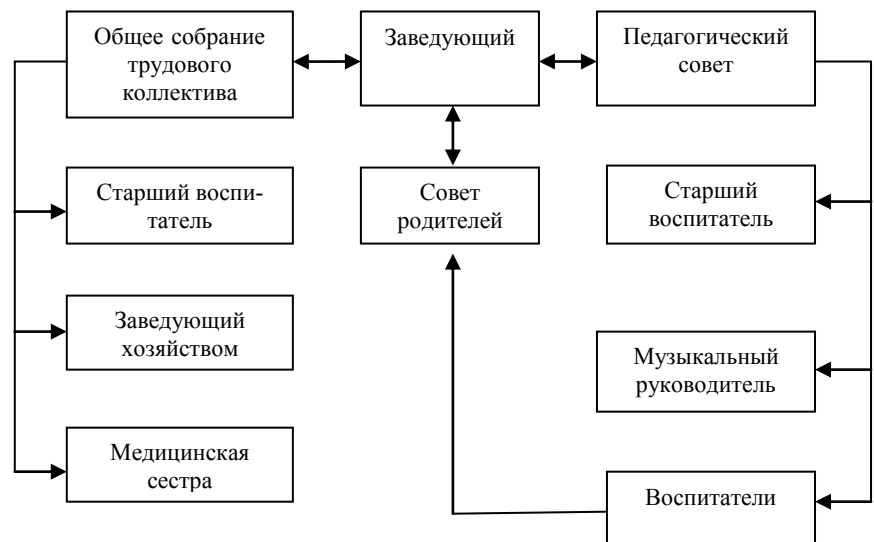 Общее собрание
трудового
коллектива
Заведующий
Педагогический
совет
Старший воспи-
татель
Совет
родителей
Старший
воспитатель
Заведующий
хозяйством
Музыкальный
руководитель
Медицинская
сестра
Воспитатели